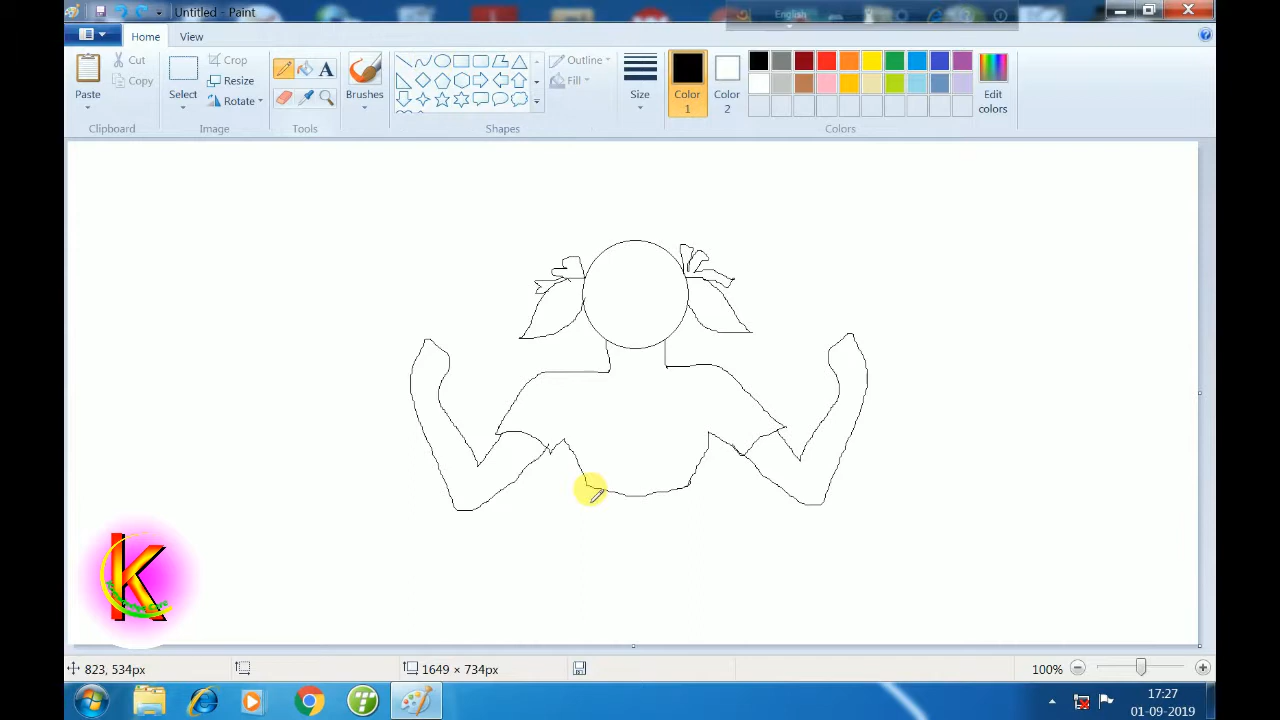 Untitled - Paint
English
Home
View
Paste
Cut
Copy
Clipboard
Select
Crop
Resize
Rotate
Image
Tools
Brushes
Outline
Fill
Shapes
Size
Color
1
Color
2
Edit
colors
Colors
K
823, 534px
1649 × 734px
100%
17:27
01-09-2019